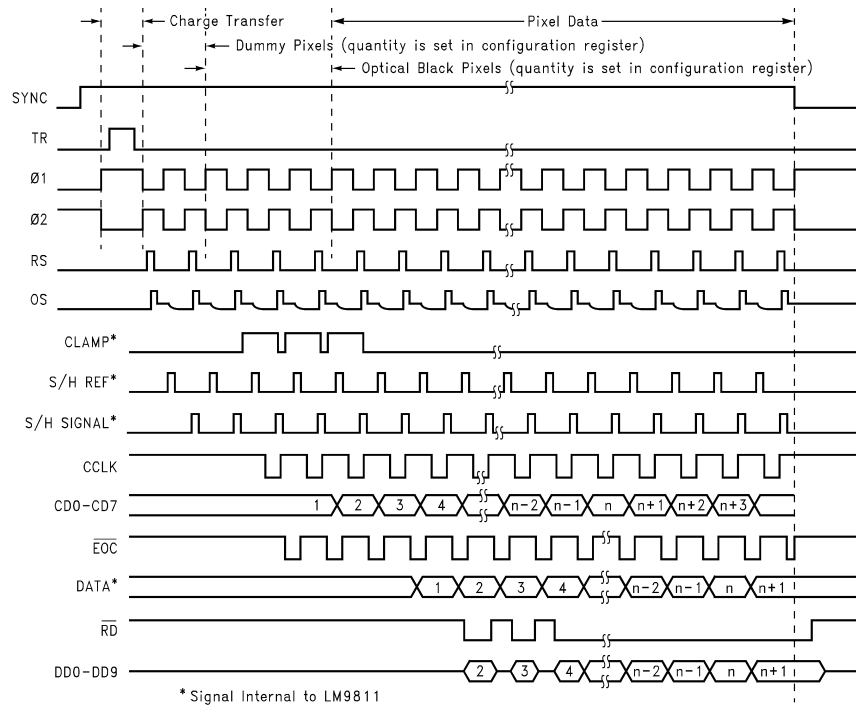 Charge Transfer
Pixel Data
Dummy Pixels (quantity is set in configuration register)
Optical Black Pixels (quantity is set in configuration register)
SYNC
TR
Ø1
Ø2
RS
OS
CLAMP*
S/H REF*
S/H SIGNAL*
CCLK
CD0-CD7 1 2 3 4 n-2 n-1 n n+1 n+2 n+3
EOC
DATA* 1 2 3 4 n-2 n-1 n n+1
RD
DD0-DD9 2 3 4 n-2 n-1 n n+1
* Signal Internal to LM9811